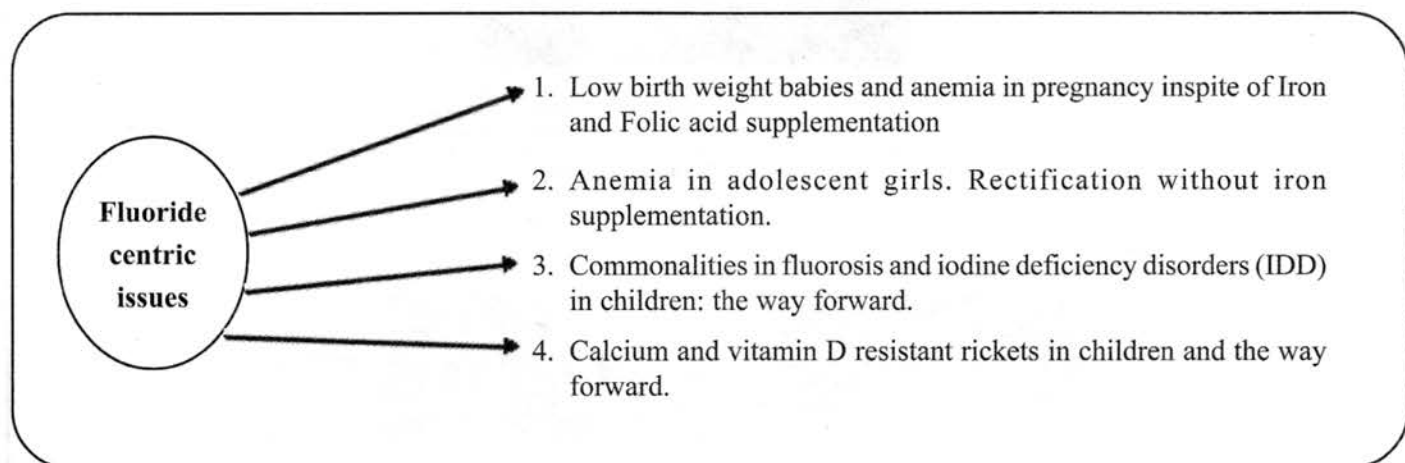 Fluoride
centric
issues
1. Low birth weight babies and anemia in pregnancy inspite of Iron
and Folic acid supplementation
2. Anemia in adolescent girls. Rectification without iron
supplementation.
3. Commonalities in fluorosis and iodine deficiency disorders (IDD)
in children: the way forward.
4. Calcium and vitamin D resistant rickets in children and the way
forward.